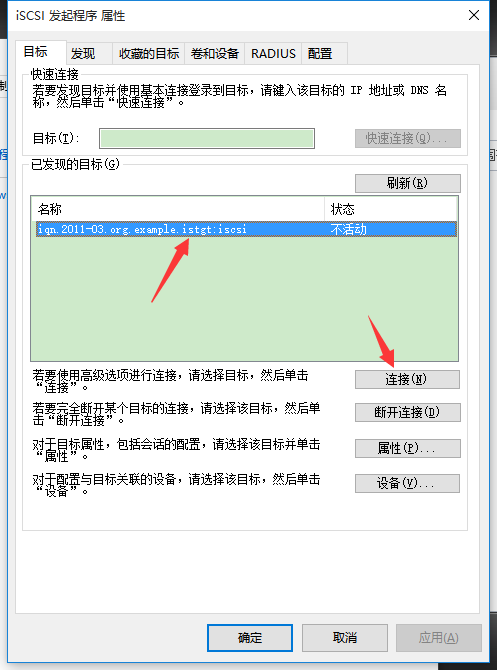 iSCSI 发起程序 属性
目标 发现 收藏的目标 卷和设备 RADIUS 配置
快速连接
若要发现目标并使用基本连接登录到目标，请键入该目标的 IP 地址或 DNS 名
称，然后单击“快速连接”。
目标(T): 快速连接(Q)...
已发现的目标(G)
刷新(R)
名称 状态
iqn.2011-03.org.example.istgt:iscsi 不活动
若要使用高级选项进行连接，请选择目标，然后单击
“连接”。
连接(N)
若要完全断开某个目标的连接，请选择该目标，然后单
击“断开连接”。
断开连接(D)
对于目标属性，包括会话的配置，请选择该目标并单击
“属性”。
属性(P)...
对于配置与目标关联的设备，请选择该目标，然后单击
“设备”。
设备(V)...
确定 取消 应用(A)